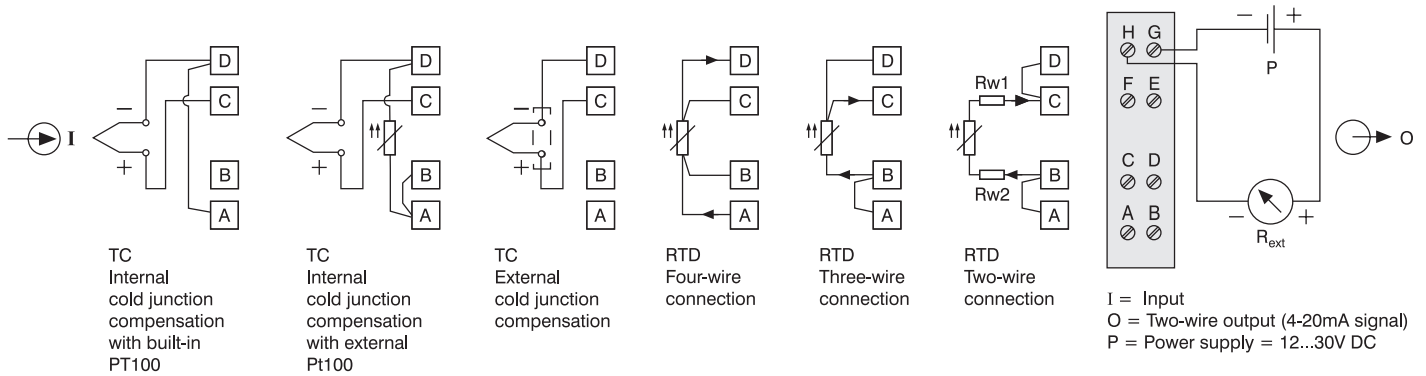 I
−
+
D
C
B
A
TC
Internal
cold junction
compensation
with built-in
PT100
−
+
D
C
B
A
TC
Internal
cold junction
compensation
with external
Pt100
−
+
D
C
B
A
TC
External
cold junction
compensation
D
C
B
A
RTD
Four-wire
connection
D
C
B
A
RTD
Three-wire
connection
Rw1
Rw2
D
C
B
A
RTD
Two-wire
connection
H G
F E
C D
A B
− +
P
− +
Rext
O
I = Input
O = Two-wire output (4-20mA signal)
P = Power supply = 12...30V DC